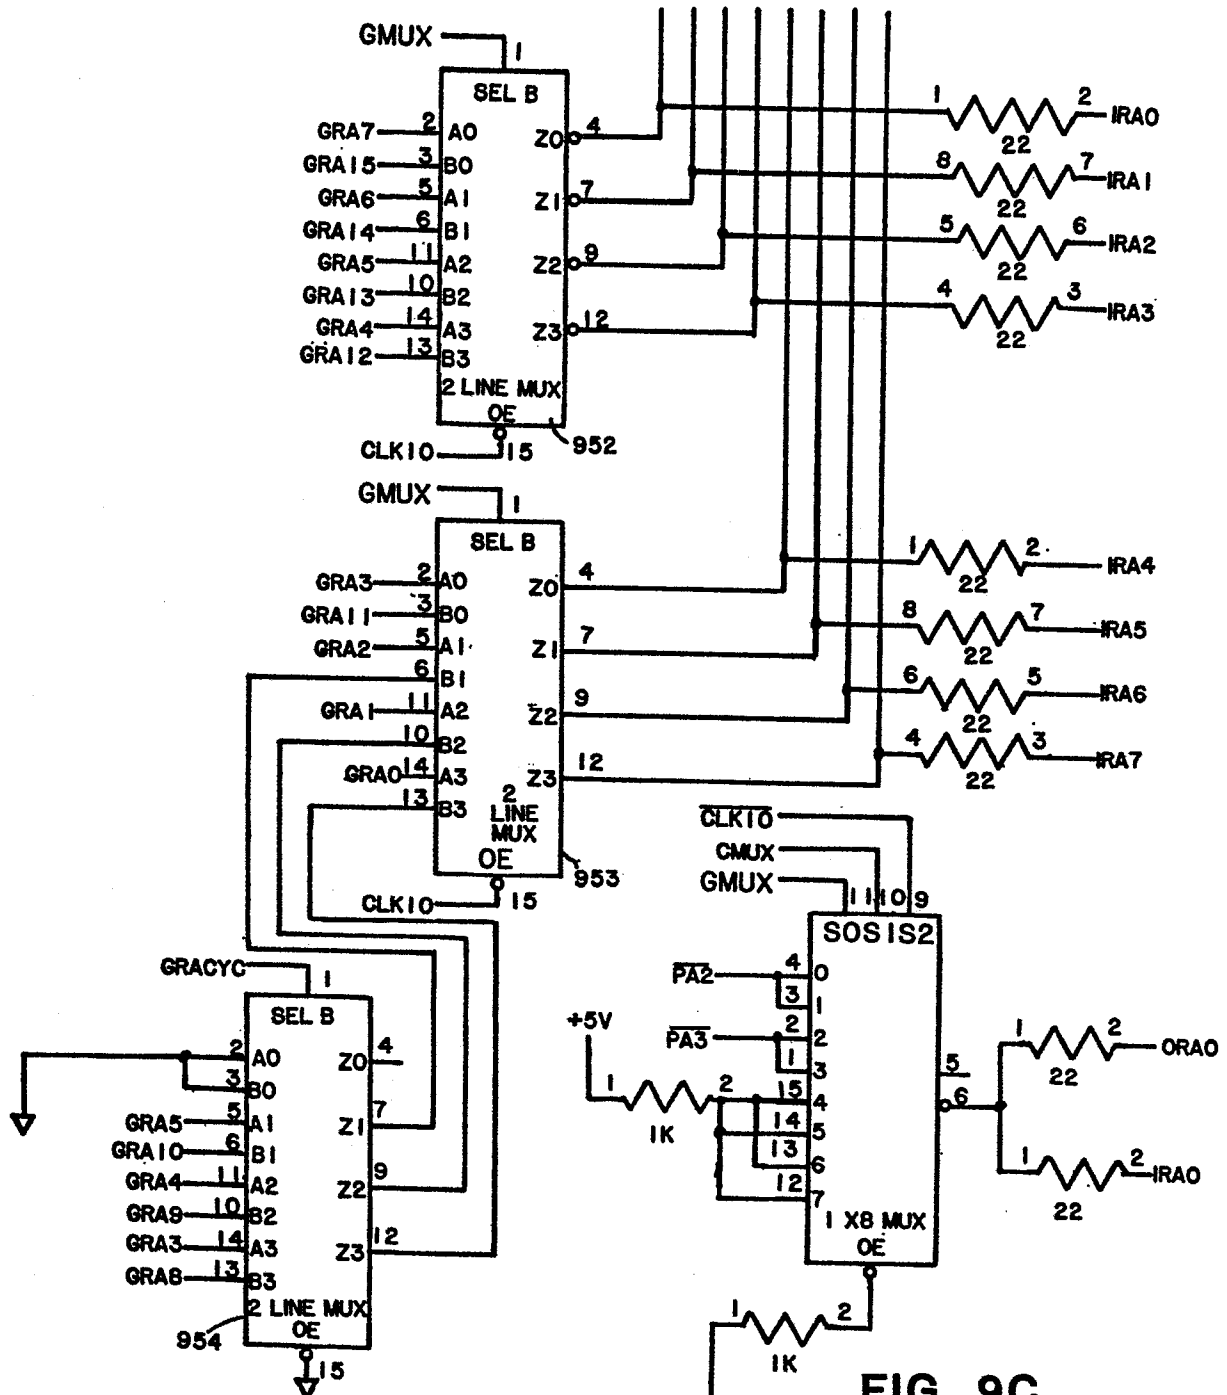 GMUX
1
SEL B
GRA7 2 A0
Z0 4
1 2 IRA0
22
GRA15 3 B0
8 7 IRA1
22
GRA6 5 A1
Z1 7
GRA14 6 B1
5 6 IRA2
22
GRA5 11 A2
Z2 9
GRA13 10 B2
4 3 IRA3
22
GRA4 14 A3
Z3 12
GRA12 13 B3
2 LINE MUX
OE
952
CLK10 15
GMUX
1
SEL B
1 2 IRA4
22
GRA3 2 A0
Z0 4
GRA11 3 B0
8 7 IRA5
22
GRA2 5 A1
Z1 7
6 B1
6 5 IRA6
22
GRA1 11 A2
Z2 9
10 B2
4 3 IRA7
22
GRA0 14 A3
Z3 12
13 B3
2
LINE
MUX
OE
953
CLK10 15
CLK10
CMUX
GMUX
11 10 9
S0S1S2
GRACYC
1
SEL B
2 A0
Z0 4
3 B0
GRA5 5 A1
Z1 7
GRA10 6 B1
GRA4 11 A2
Z2 9
GRA9 10 B2
GRA3 14 A3
Z3 12
GRA8 13 B3
2 LINE MUX
OE
954
15
PA2 4 0
3 1
+5V
PA3 2 2
1 3
1 2
1K
15 4
14 5
13 6
12 7
5
6
1 2 ORA0
22
1 2 IRA0
22
1 X8 MUX
OE
1 2
1K
FIG. 9C